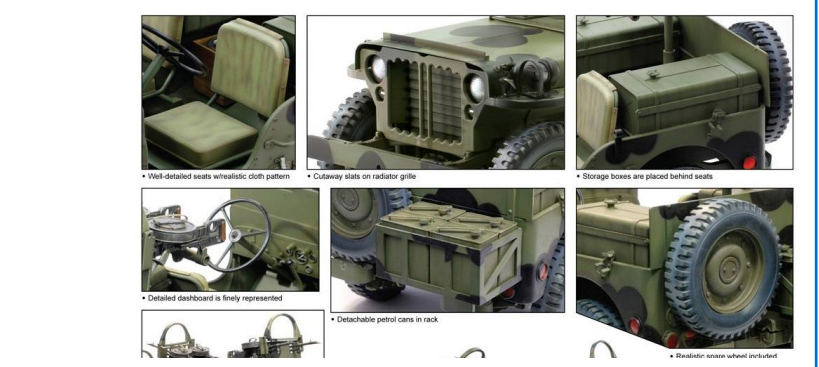 • Well-detailed seats w/realistic cloth pattern
• Cutaway slats on radiator grille
• Storage boxes are placed behind seats
• Detailed dashboard is finely represented
• Detachable petrol cans in rack
• Realistic spare wheel included